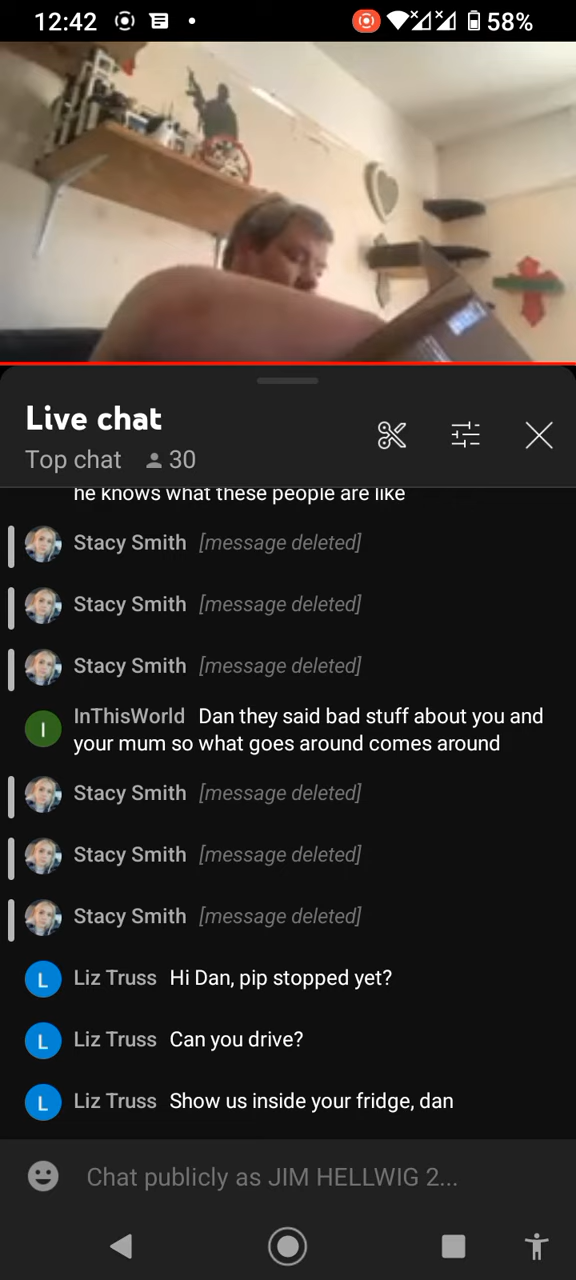 12:42
58%
Live chat
Top chat 30
he knows what these people are like
Stacy Smith [message deleted]
Stacy Smith [message deleted]
Stacy Smith [message deleted]
I InThisWorld Dan they said bad stuff about you and
your mum so what goes around comes around
Stacy Smith [message deleted]
Stacy Smith [message deleted]
Stacy Smith [message deleted]
L Liz Truss Hi Dan, pip stopped yet?
L Liz Truss Can you drive?
L Liz Truss Show us inside your fridge, dan
Chat publicly as JIM HELLWIG 2...